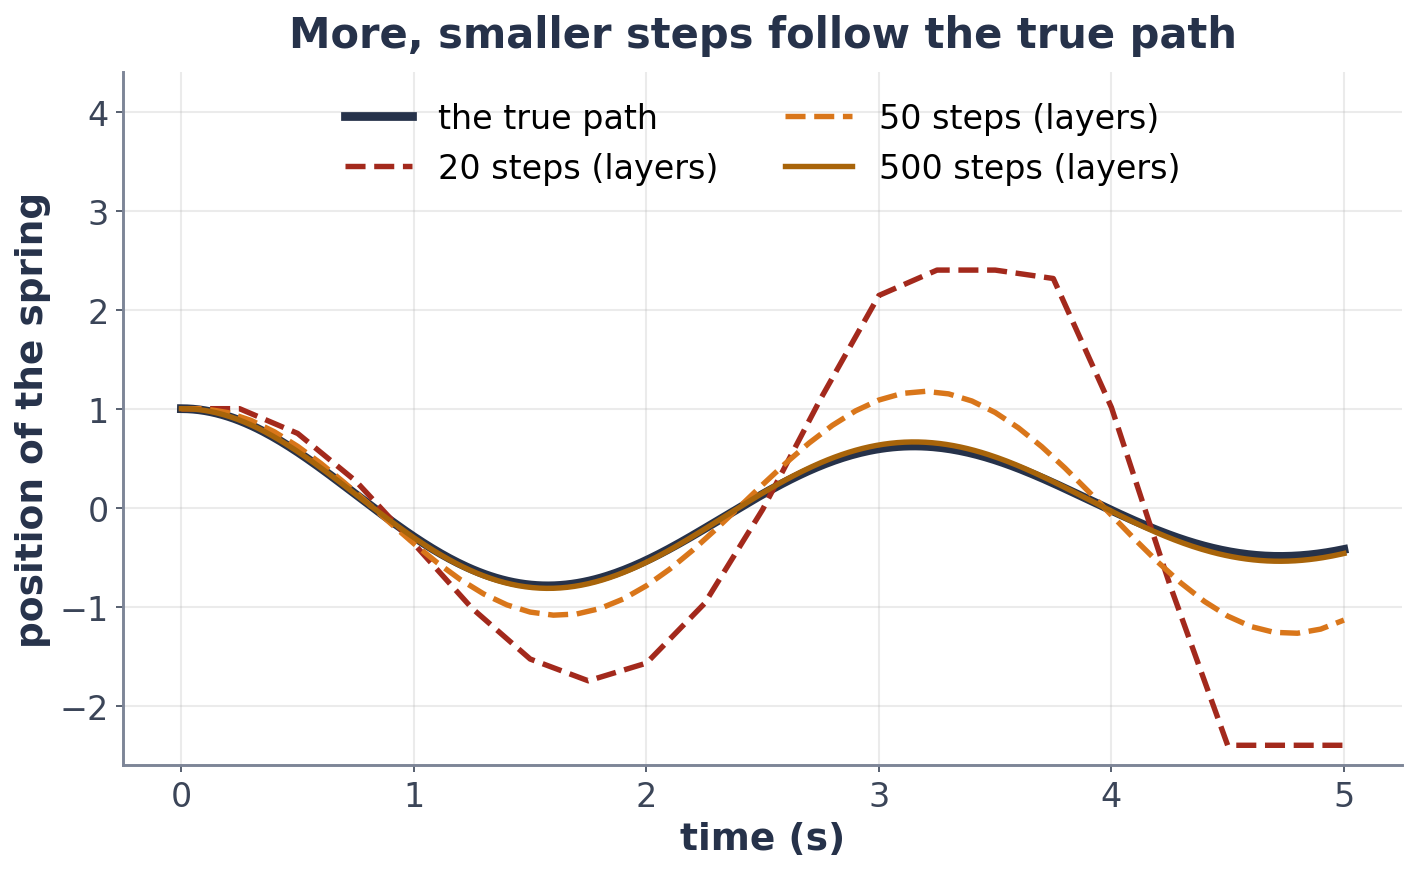 More, smaller steps follow the true path
the true path
20 steps (layers)
50 steps (layers)
500 steps (layers)
position of the spring
4
3
2
1
0
−1
−2
0 1 2 3 4 5
time (s)